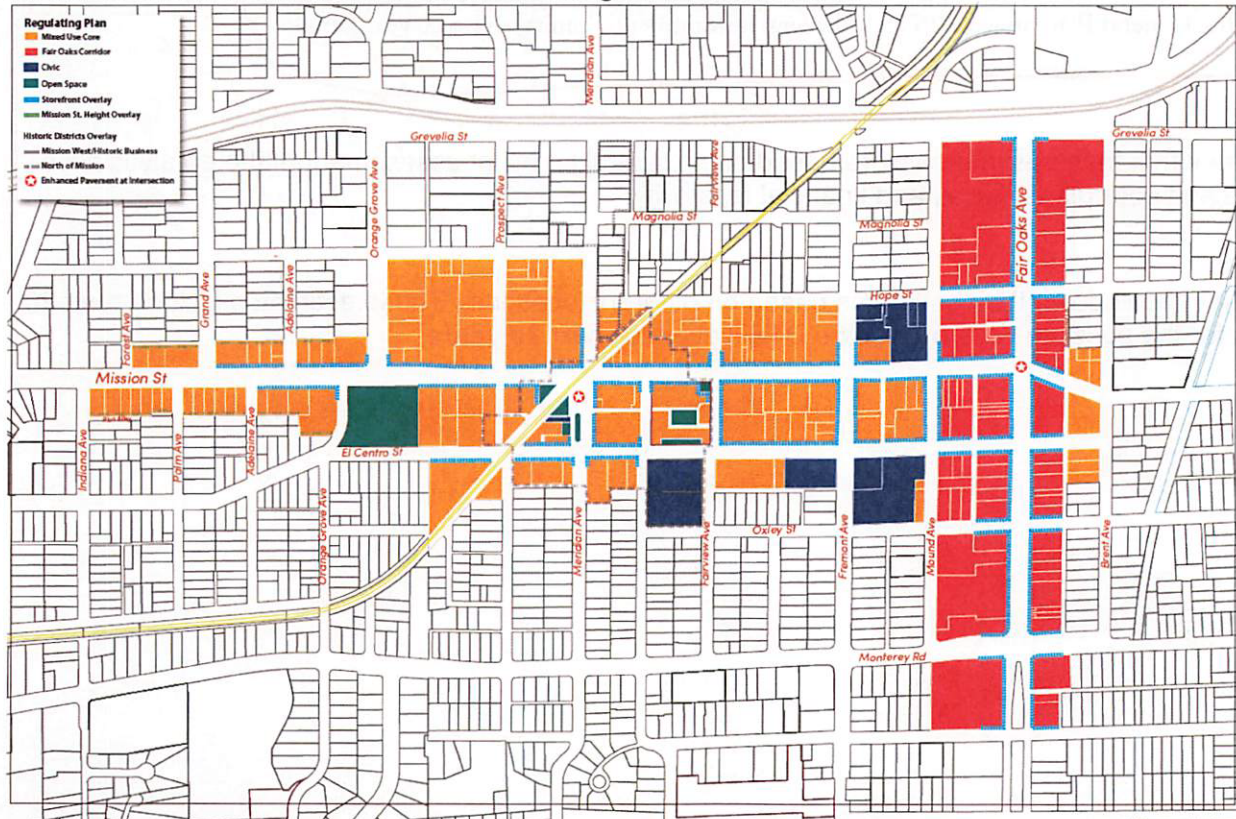 Regulating Plan
Mixed Use Core
Fair Oaks Corridor
Civic
Open Space
Storefront Overlay
Mission St. Height Overlay
Historic Districts Overlay
Mission West/Historic Business
North of Mission
Enhanced Pavement at Intersection
Meridian Ave
Grevelia St
Grevelia St
Orange Grove Ave
Prospect Ave
Fairview Ave
Magnolia St
Magnolia St
Fair Oaks Ave
Grand Ave
Adelaine Ave
Forest Ave
Hope St
Mission St
Indiana Ave
Palm Ave
Adelaine Ave
El Centro St
Orange Grove Ave
Meridian Ave
Fairview Ave
Oxley St
Fremont Ave
Mound Ave
Brent Ave
Monterey Rd